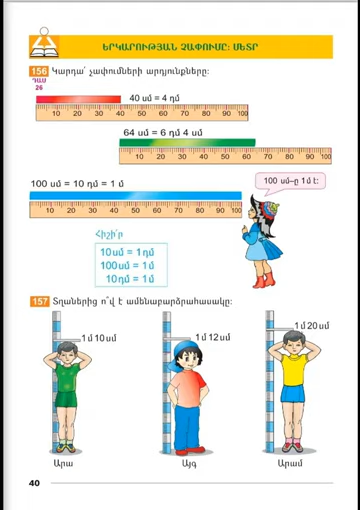 ԵՐԿԱՐՈՒԹՅԱՆ ՉԱՓՈՒՄԸ: ՄԵՏՐ
156 Կարդա՛ չափումների արդյունքները:
ԴԱՍ
26
40 սմ = 4 դմ
10 20 30 40 50 60 70 80 90 100
64 սմ = 6 դմ 4 սմ
10 20 30 40 50 60 70 80 90 100
100 սմ = 10 դմ = 1 մ
100 սմ–ը 1 մ է:
10 20 30 40 50 60 70 80 90 100
Հիշի՛ր
10 սմ = 1 դմ
100 սմ = 1 մ
10 դմ = 1 մ
157 Տղաներից ո՞վ է ամենաբարձրահասակը:
1 մ 10 սմ
1 մ 12 սմ
1 մ 20 սմ
Արա
Այգ
Արամ
40